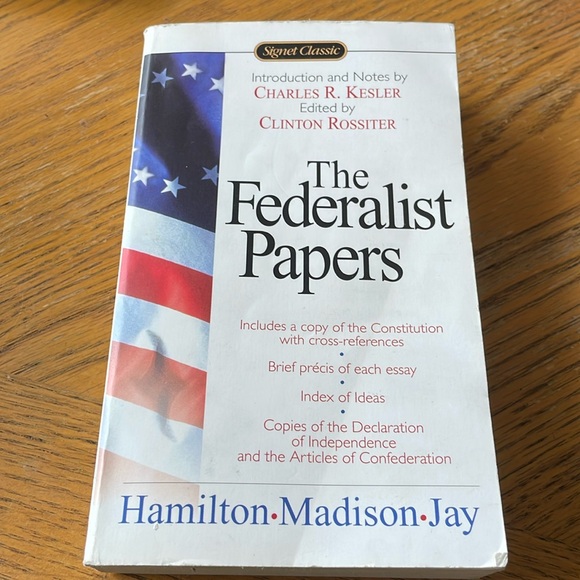 Signet Classic
Introduction and Notes by
CHARLES R. KESLER
Edited by
CLINTON ROSSITER
The
Federalist
Papers
Includes a copy of the Constitution
with cross-references
•
Brief précis of each essay
•
Index of Ideas
•
Copies of the Declaration
of Independence
and the Articles of Confederation
Hamilton•Madison•Jay